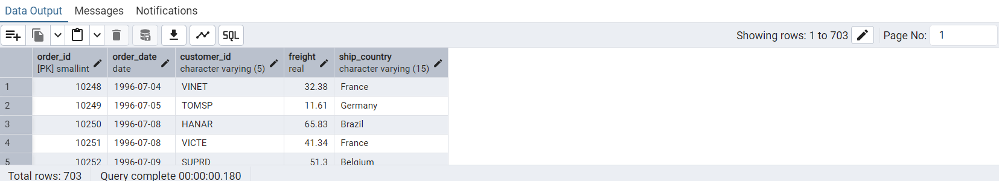 Data Output Messages Notifications
SQL Showing rows: 1 to 703 Page No: 1
order_id order_date customer_id freight ship_country
[PK] smallint date character varying (5) real character varying (15)
1 10248 1996-07-04 VINET 32.38 France
2 10249 1996-07-05 TOMSP 11.61 Germany
3 10250 1996-07-08 HANAR 65.83 Brazil
4 10251 1996-07-08 VICTE 41.34 France
5 10252 1996-07-09 SUPRD 51.3 Belgium
Total rows: 703 Query complete 00:00:00.180